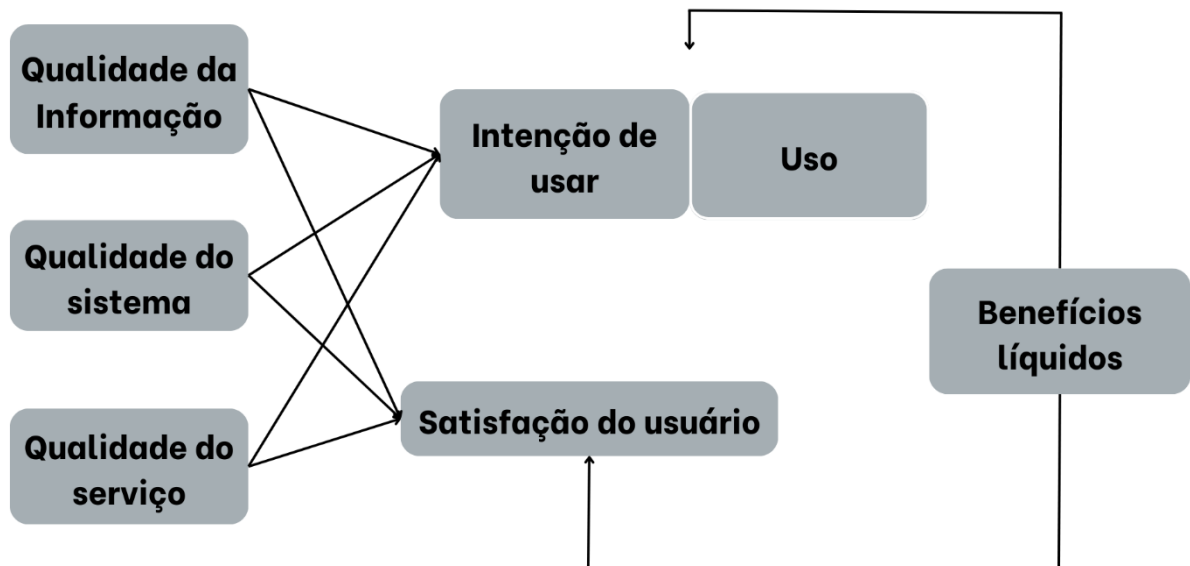 Qualidade da
Informação
Qualidade do
sistema
Qualidade do
serviço
Intenção de
usar
Uso
Satisfação do usuário
Benefícios
líquidos